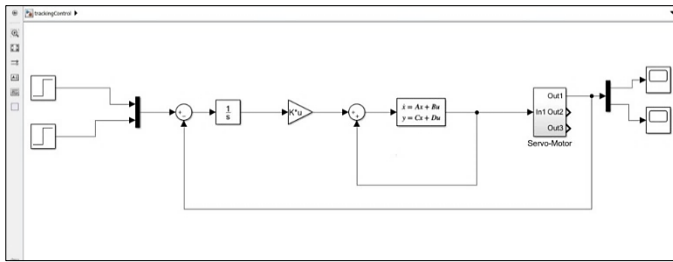 trackingControl
1
s
K*u
ẋ = Ax + Bu
y = Cx + Du
Out1
In1 Out2
Out3
Servo-Motor